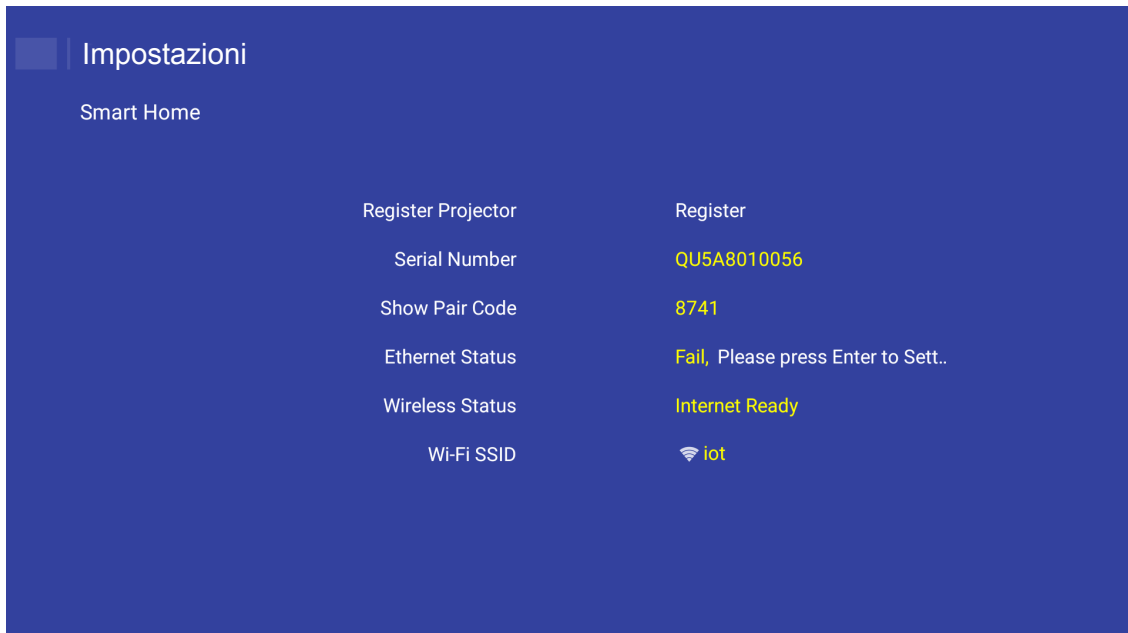 Impostazioni
Smart Home
Register Projector Register
Serial Number QU5A8010056
Show Pair Code 8741
Ethernet Status Fail, Please press Enter to Sett..
Wireless Status Internet Ready
Wi-Fi SSID iot